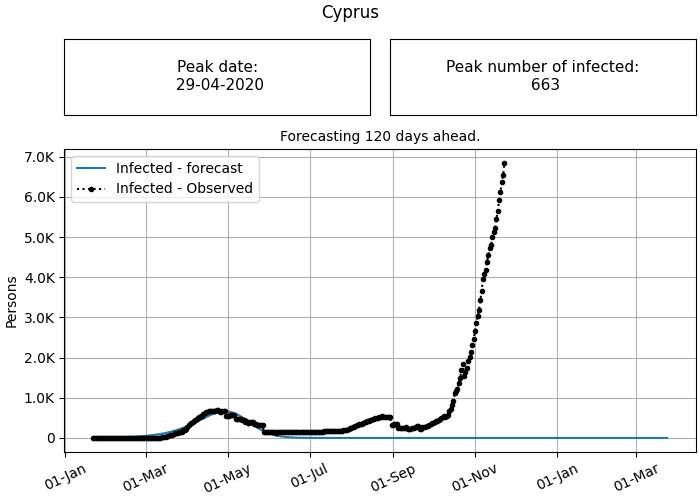 Cyprus
Peak date:
29-04-2020
Peak number of infected:
663
Forecasting 120 days ahead.
Infected - forecast
Infected - Observed
Persons
7.0K
6.0K
5.0K
4.0K
3.0K
2.0K
1.0K
0
01-Jan
01-Mar
01-May
01-Jul
01-Sep
01-Nov
01-Jan
01-Mar